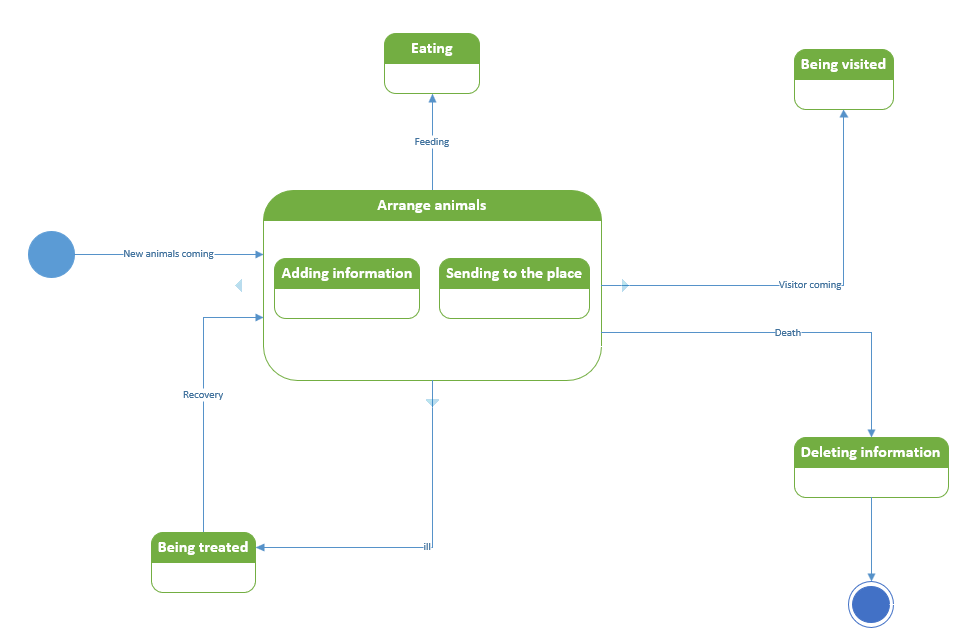 Eating
Being visited
Feeding
Arrange animals
New animals coming
Adding information
Sending to the place
Visitor coming
Death
Recovery
Deleting information
Being treated
ill